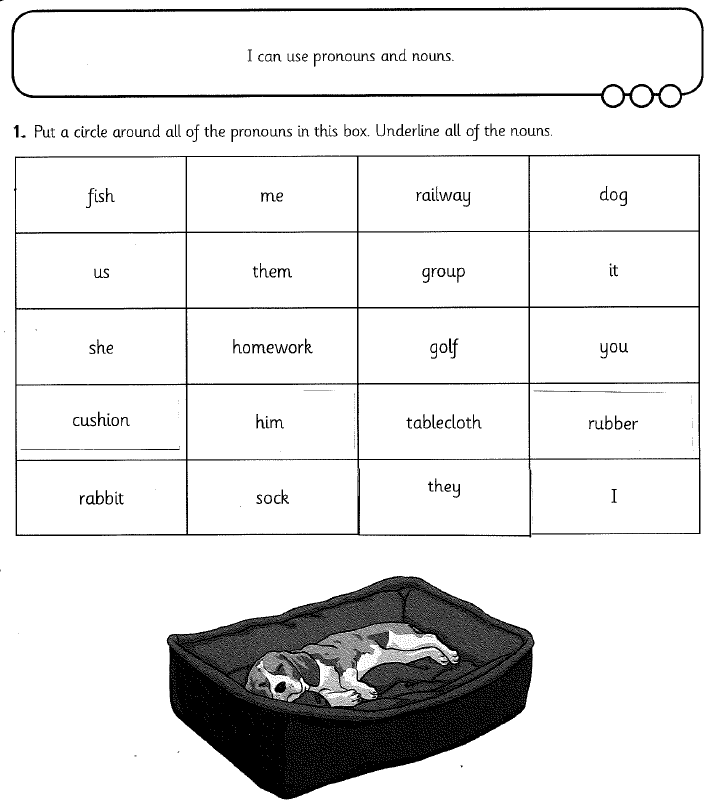 I can use pronouns and nouns.
1. Put a circle around all of the pronouns in this box. Underline all of the nouns.
fish me railway dog
us them group it
she homework golf you
cushion him tablecloth rubber
rabbit sock they I